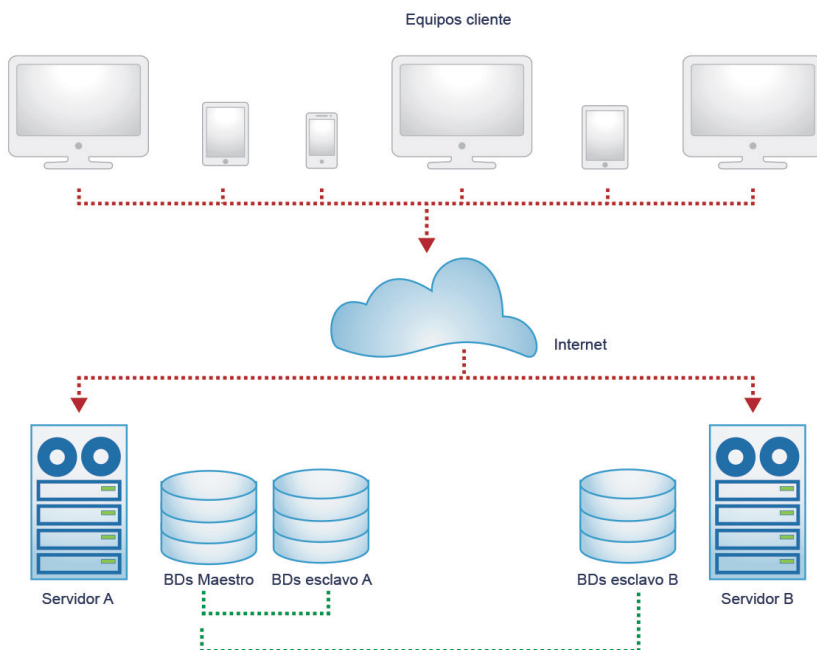 Equipos cliente
Internet
BDs Maestro
BDs esclavo A
BDs esclavo B
Servidor A
Servidor B